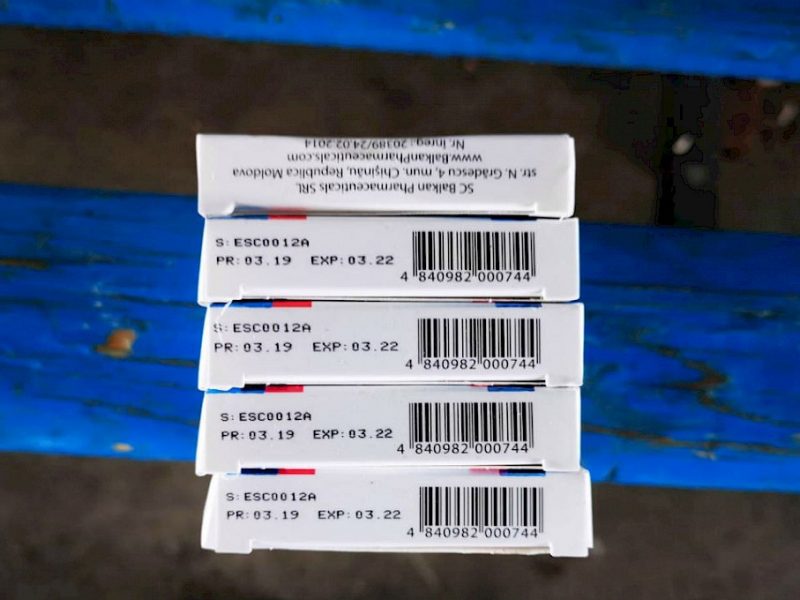 SC Balkan Pharmaceuticals SRL
str. N. Grădescu 4, mun. Chișinău, Republica Moldova
www.BalkanPharmaceuticals.com
Nr. înreg.: 20389/24.02.2014
S: ESC0012A
PR: 03.19 EXP: 03.22
4 840982 000744
S: ESC0012A
PR: 03.19 EXP: 03.22
4 840982 000744
S: ESC0012A
PR: 03.19 EXP: 03.22
4 840982 000744
S: ESC0012A
PR: 03.19 EXP: 03.22
4 840982 000744